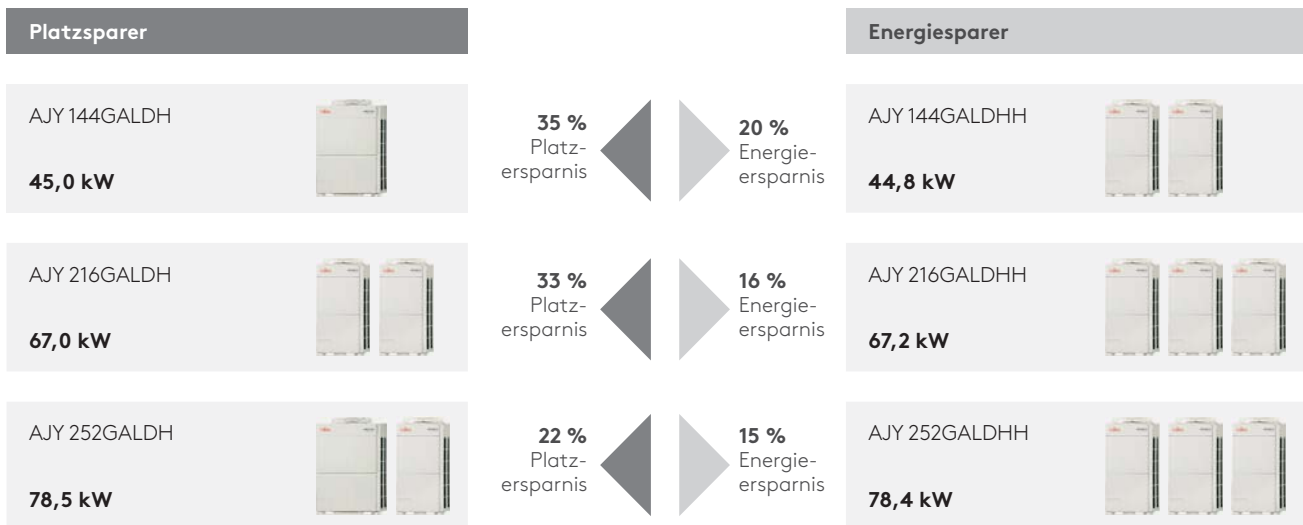 Platzsparer
Energiesparer
AJY 144GALDH
45,0 kW
35 %
Platz-
ersparnis
20 %
Energie-
ersparnis
AJY 144GALDHH
44,8 kW
AJY 216GALDH
67,0 kW
33 %
Platz-
ersparnis
16 %
Energie-
ersparnis
AJY 216GALDHH
67,2 kW
AJY 252GALDH
78,5 kW
22 %
Platz-
ersparnis
15 %
Energie-
ersparnis
AJY 252GALDHH
78,4 kW